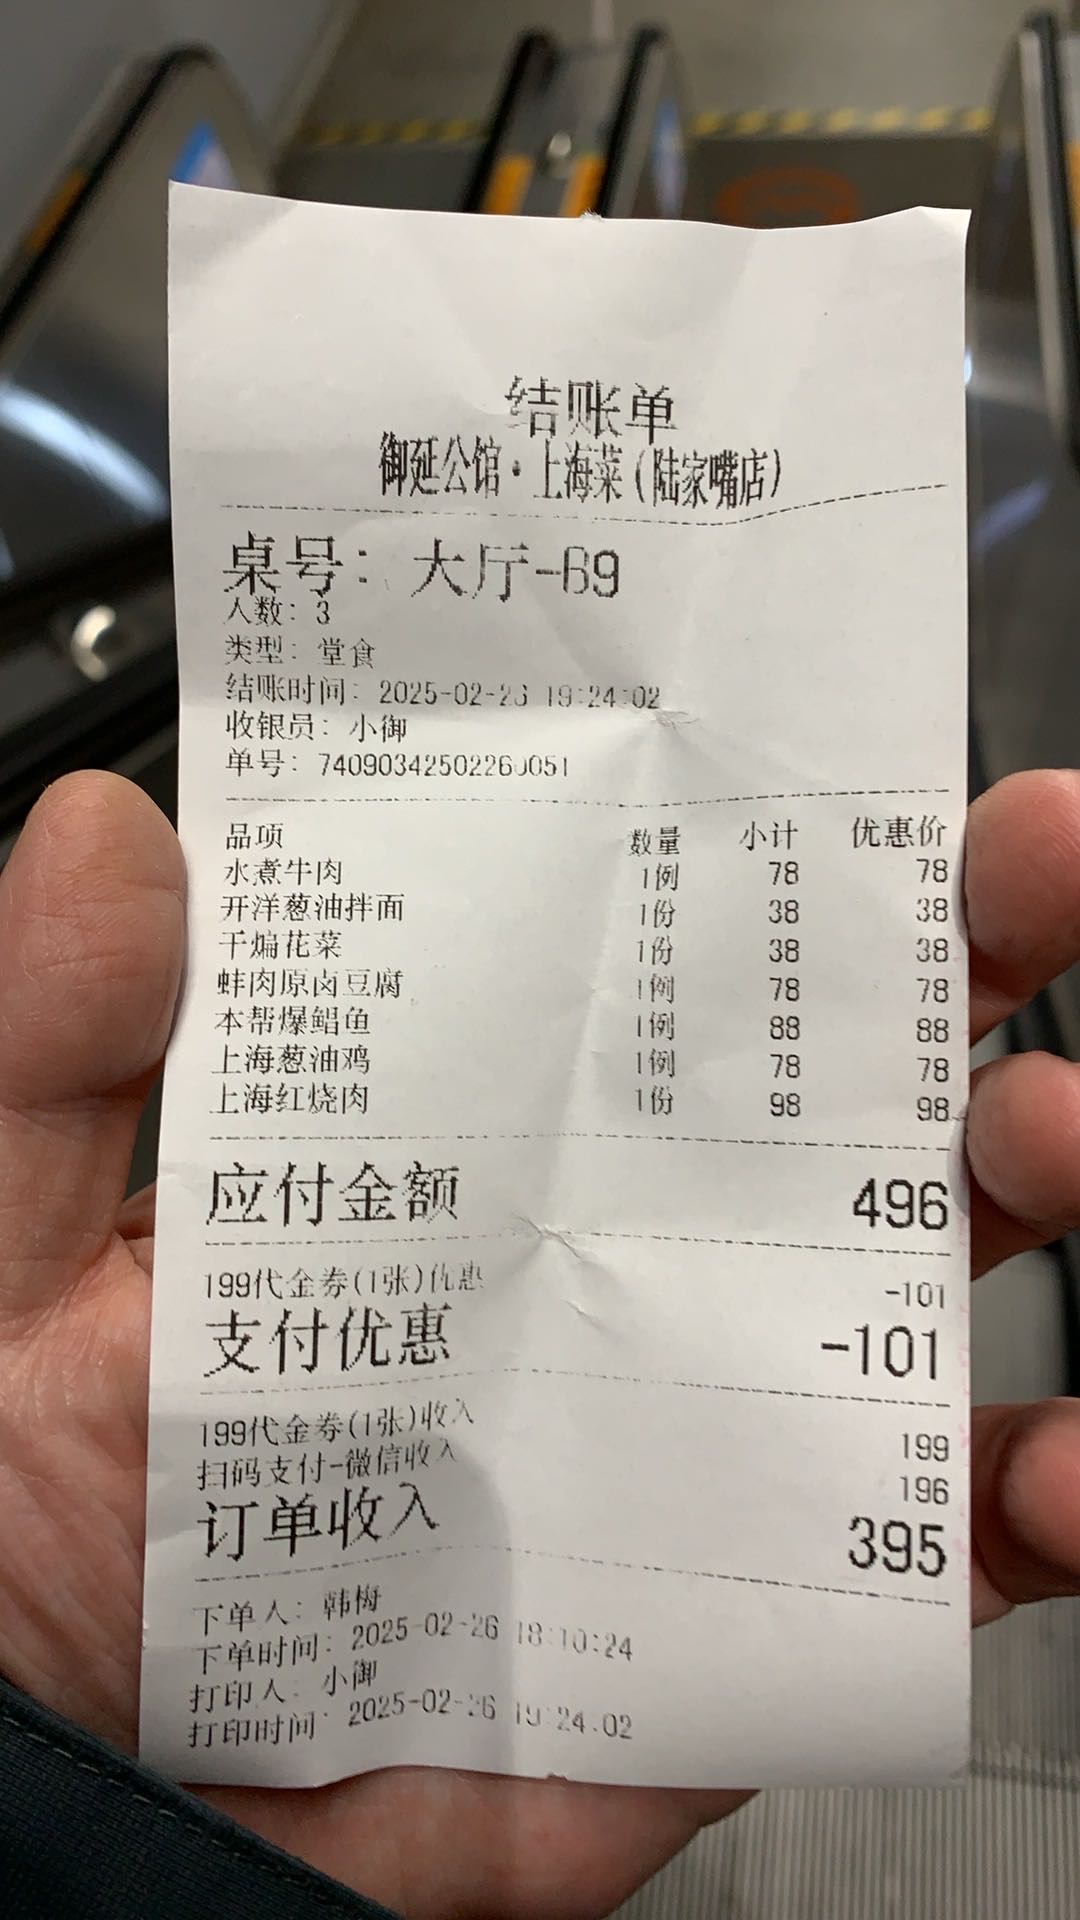 结账单
御延公馆·上海菜(陆家嘴店)
桌号: 大厅-69
人数: 3
类型: 堂食
结账时间: 2025-02-26 19:24:02
收银员: 小御
单号: 74090342502260051
品项 数量 小计 优惠价
水煮牛肉 1例 78 78
开洋葱油拌面 1份 38 38
干煸花菜 1份 38 38
蚌肉原卤豆腐 1例 78 78
本帮爆鲳鱼 1例 88 88
上海葱油鸡 1例 78 78
上海红烧肉 1份 98 98
应付金额 496
199代金券(1张)优惠 -101
支付优惠 -101
199代金券(1张)收入 199
扫码支付-微信收入 196
订单收入 395
下单人: 韩梅
下单时间: 2025-02-26 18:10:24
打印人: 小御
打印时间: 2025-02-26 19:24:02